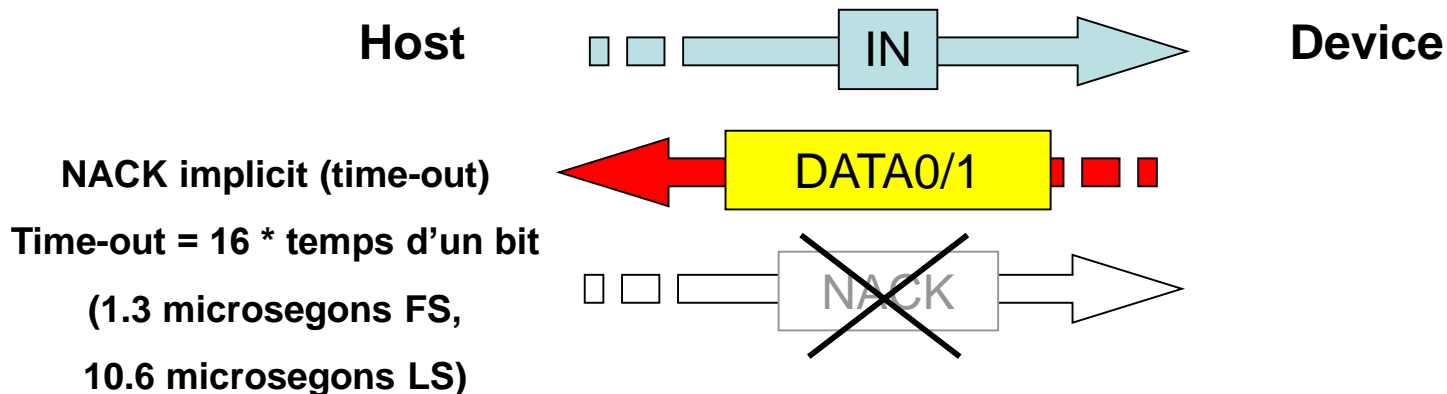 Host
IN
Device
DATA0/1
NACK implicit (time-out)
Time-out = 16 * temps d'un bit
NACK
(1.3 microsegons FS,
10.6 microsegons LS)